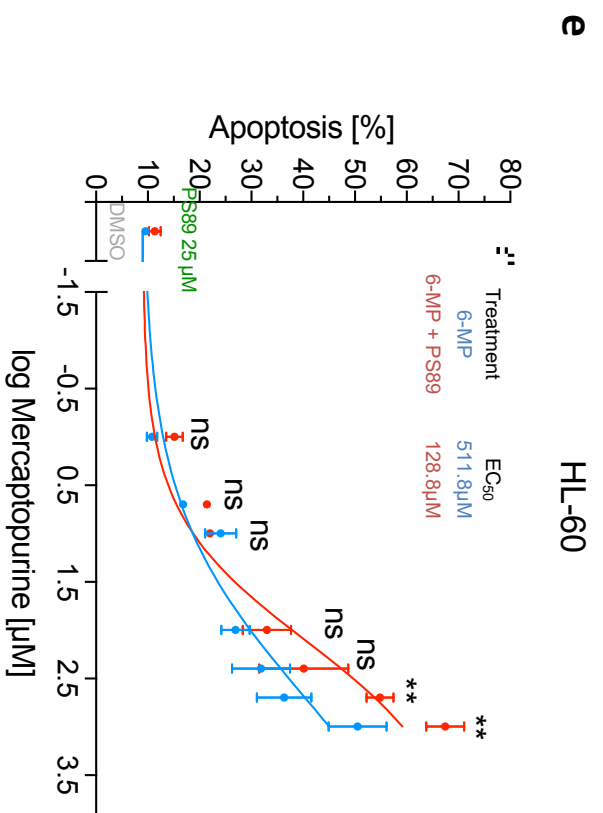 e
HL-60
Treatment EC50
6-MP 511.8µM
6-MP + PS89 128.8µM
Apoptosis [%]
80
70
60
50
40
30
20
10
0
PS89 25 µM
DMSO
ns
ns
ns
ns
ns
**
**
-1.5 -0.5 0.5 1.5 2.5 3.5
log Mercaptopurine [µM]